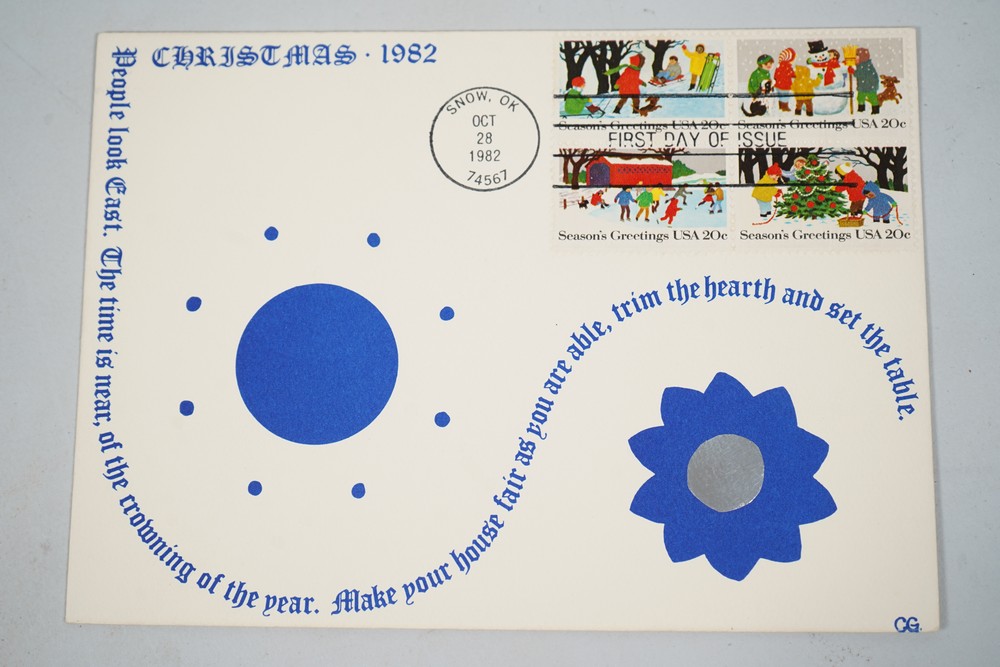 CHRISTMAS · 1982
People look East. The time is near, of the crowning of the year. Make your house fair as you are able, trim the hearth and set the table.
SNOW, OK
OCT
28
1982
74567
Season's Greetings USA 20c
Season's Greetings USA 20c
FIRST DAY OF ISSUE
Season's Greetings USA 20c
Season's Greetings USA 20c
CG.